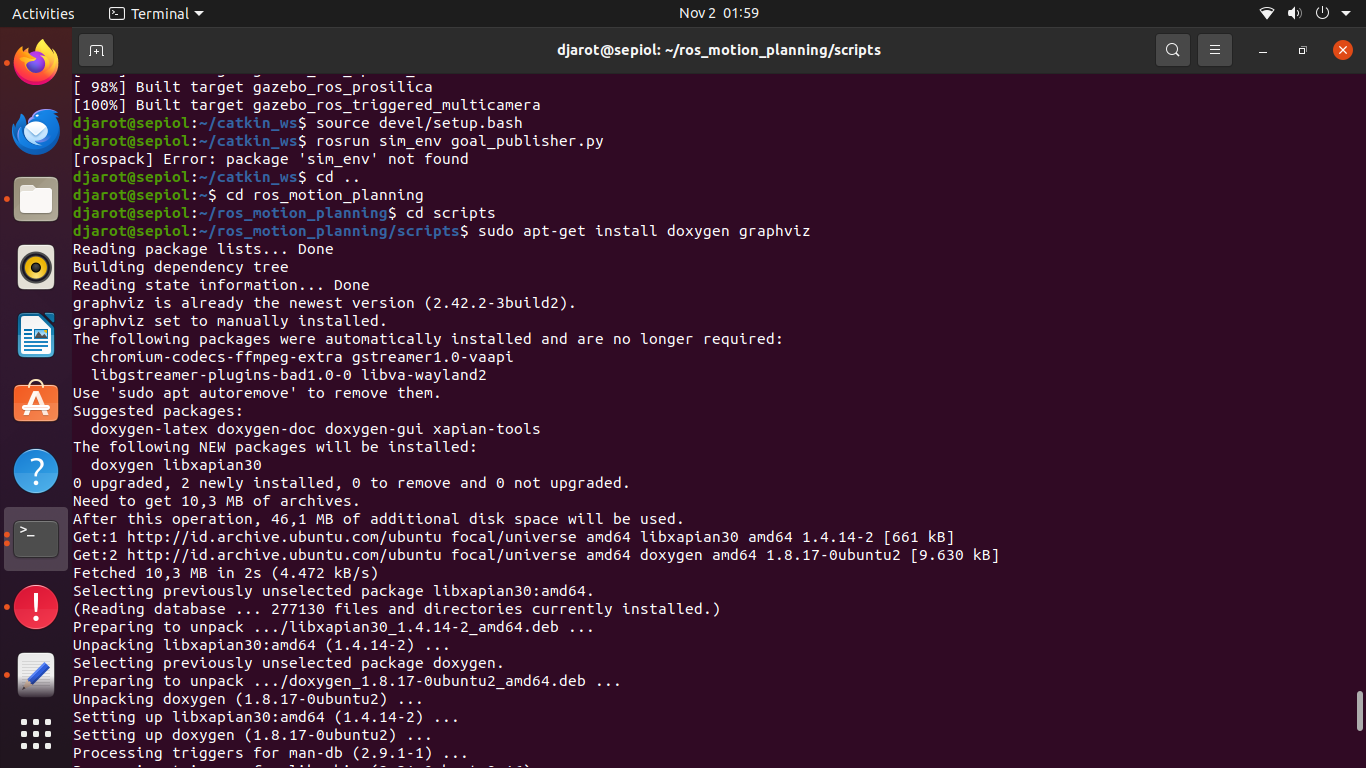 Activities
Terminal
Nov 2 01:59
djarot@sepiol: ~/ros_motion_planning/scripts
[ 98%] Built target gazebo_ros_prosilica
[100%] Built target gazebo_ros_triggered_multicamera
djarot@sepiol:~/catkin_ws$ source devel/setup.bash
djarot@sepiol:~/catkin_ws$ rosrun sim_env goal_publisher.py
[rospack] Error: package 'sim_env' not found
djarot@sepiol:~/catkin_ws$ cd ..
djarot@sepiol:~$ cd ros_motion_planning
djarot@sepiol:~/ros_motion_planning$ cd scripts
djarot@sepiol:~/ros_motion_planning/scripts$ sudo apt-get install doxygen graphviz
Reading package lists... Done
Building dependency tree
Reading state information... Done
graphviz is already the newest version (2.42.2-3build2).
graphviz set to manually installed.
The following packages were automatically installed and are no longer required:
  chromium-codecs-ffmpeg-extra gstreamer1.0-vaapi
  libgstreamer-plugins-bad1.0-0 libva-wayland2
Use 'sudo apt autoremove' to remove them.
Suggested packages:
  doxygen-latex doxygen-doc doxygen-gui xapian-tools
The following NEW packages will be installed:
  doxygen libxapian30
0 upgraded, 2 newly installed, 0 to remove and 0 not upgraded.
Need to get 10,3 MB of archives.
After this operation, 46,1 MB of additional disk space will be used.
Get:1 http://id.archive.ubuntu.com/ubuntu focal/universe amd64 libxapian30 amd64 1.4.14-2 [661 kB]
Get:2 http://id.archive.ubuntu.com/ubuntu focal/universe amd64 doxygen amd64 1.8.17-0ubuntu2 [9.630 kB]
Fetched 10,3 MB in 2s (4.472 kB/s)
Selecting previously unselected package libxapian30:amd64.
(Reading database ... 277130 files and directories currently installed.)
Preparing to unpack .../libxapian30_1.4.14-2_amd64.deb ...
Unpacking libxapian30:amd64 (1.4.14-2) ...
Selecting previously unselected package doxygen.
Preparing to unpack .../doxygen_1.8.17-0ubuntu2_amd64.deb ...
Unpacking doxygen (1.8.17-0ubuntu2) ...
Setting up libxapian30:amd64 (1.4.14-2) ...
Setting up doxygen (1.8.17-0ubuntu2) ...
Processing triggers for man-db (2.9.1-1) ...